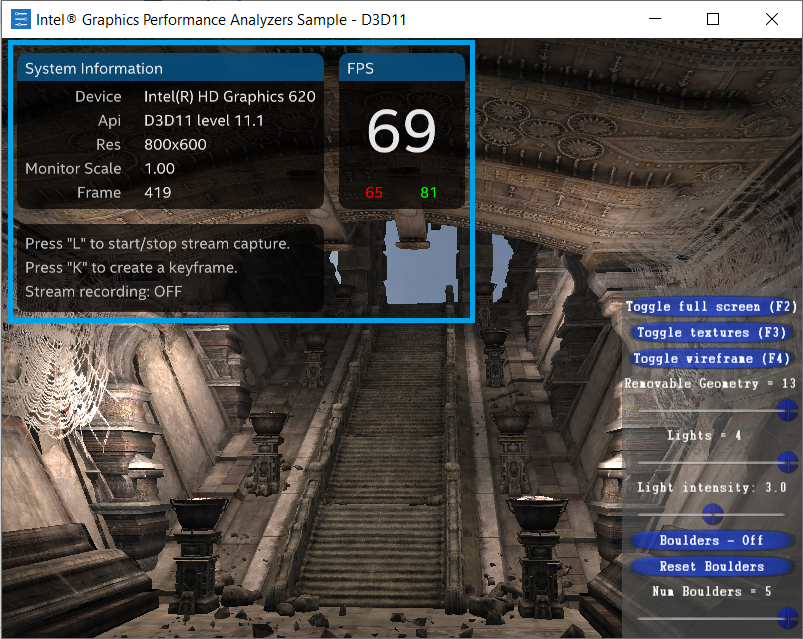 Intel® Graphics Performance Analyzers Sample - D3D11
System Information
Device Intel(R) HD Graphics 620
Api D3D11 level 11.1
Res 800x600
Monitor Scale 1.00
Frame 419
FPS
69
65 81
Press "L" to start/stop stream capture.
Press "K" to create a keyframe.
Stream recording: OFF
Toggle full screen (F2)
Toggle textures (F3)
Toggle wireframe (F4)
Removable Geometry = 13
Lights = 4
Light intensity: 3.0
Boulders - Off
Reset Boulders
Num Boulders = 5